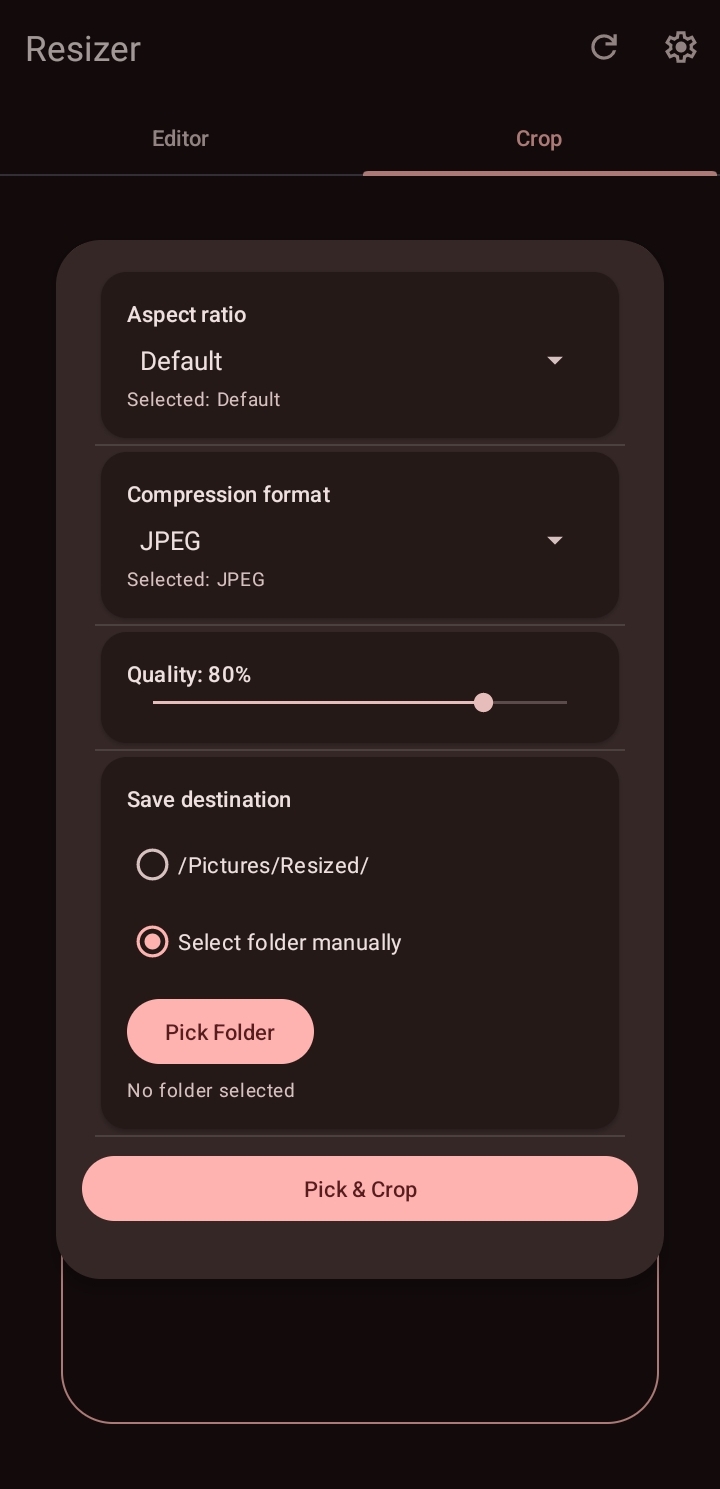 Resizer
Editor
Crop
Aspect ratio
Default
Selected: Default
Compression format
JPEG
Selected: JPEG
Quality: 80%
Save destination
/Pictures/Resized/
Select folder manually
Pick Folder
No folder selected
Pick & Crop